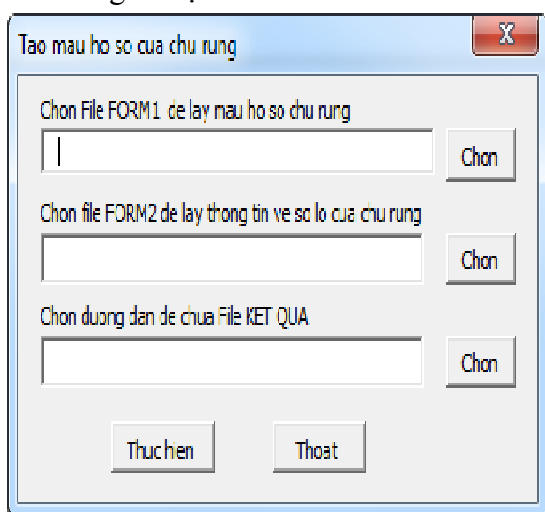 Tao mau ho so cua chu rung
X
Chon File FORM1 de lay mau ho so chu rung
Chon
Chon file FORM2 de lay thong tin ve so lo cua chu rung
Chon
Chon duong dan de chua File KET QUA
Chon
Thuc hien Thoat